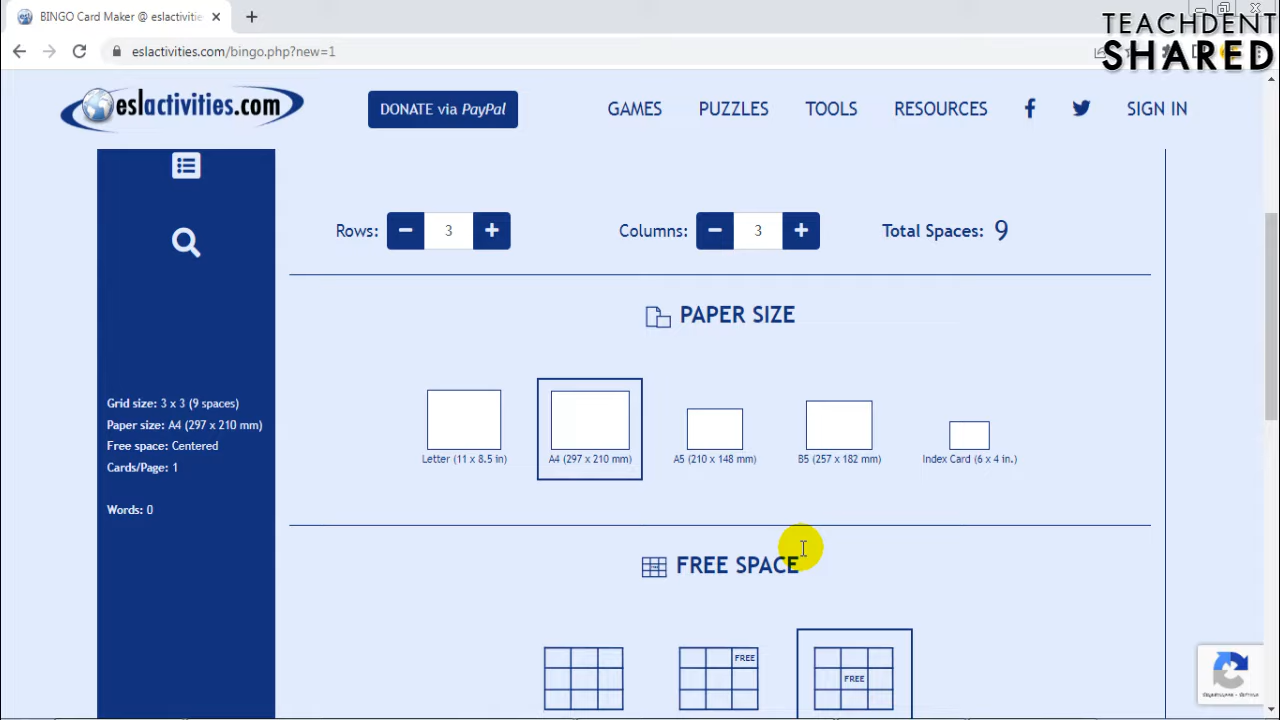 BINGO Card Maker @ eslactivitie
TEACHDENT
SHARED
eslactivities.com/bingo.php?new=1
eslactivities.com
DONATE via PayPal
GAMES
PUZZLES
TOOLS
RESOURCES
SIGN IN
Rows: 3
Columns: 3
Total Spaces: 9
PAPER SIZE
Letter (11 x 8.5 in)
A4 (297 x 210 mm)
A5 (210 x 148 mm)
B5 (257 x 182 mm)
Index Card (6 x 4 in.)
Grid size: 3 x 3 (9 spaces)
Paper size: A4 (297 x 210 mm)
Free space: Centered
Cards/Page: 1
Words: 0
FREE SPACE
FREE
FREE